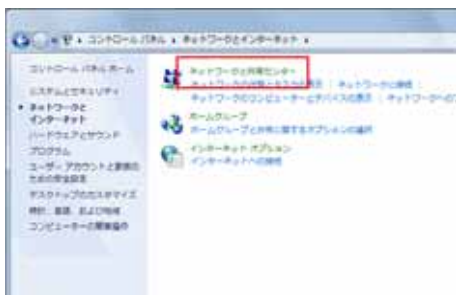 コントロール パネル ▸ ネットワークとインターネット ▸
コントロール パネル ホーム
システムとセキュリティ
ネットワークと
インターネット
ハードウェアとサウンド
プログラム
ユーザー アカウントと家族の
ための安全設定
デスクトップのカスタマイズ
時計、言語、および地域
コンピューターの簡単操作
ネットワークと共有センター
ネットワークの状態とタスクの表示 | ネットワークに接続
ネットワークのコンピューターとデバイスの表示 | ネットワークへの
ホームグループ
ホームグループと共有に関するオプションの選択
インターネット オプション
インターネットへの接続